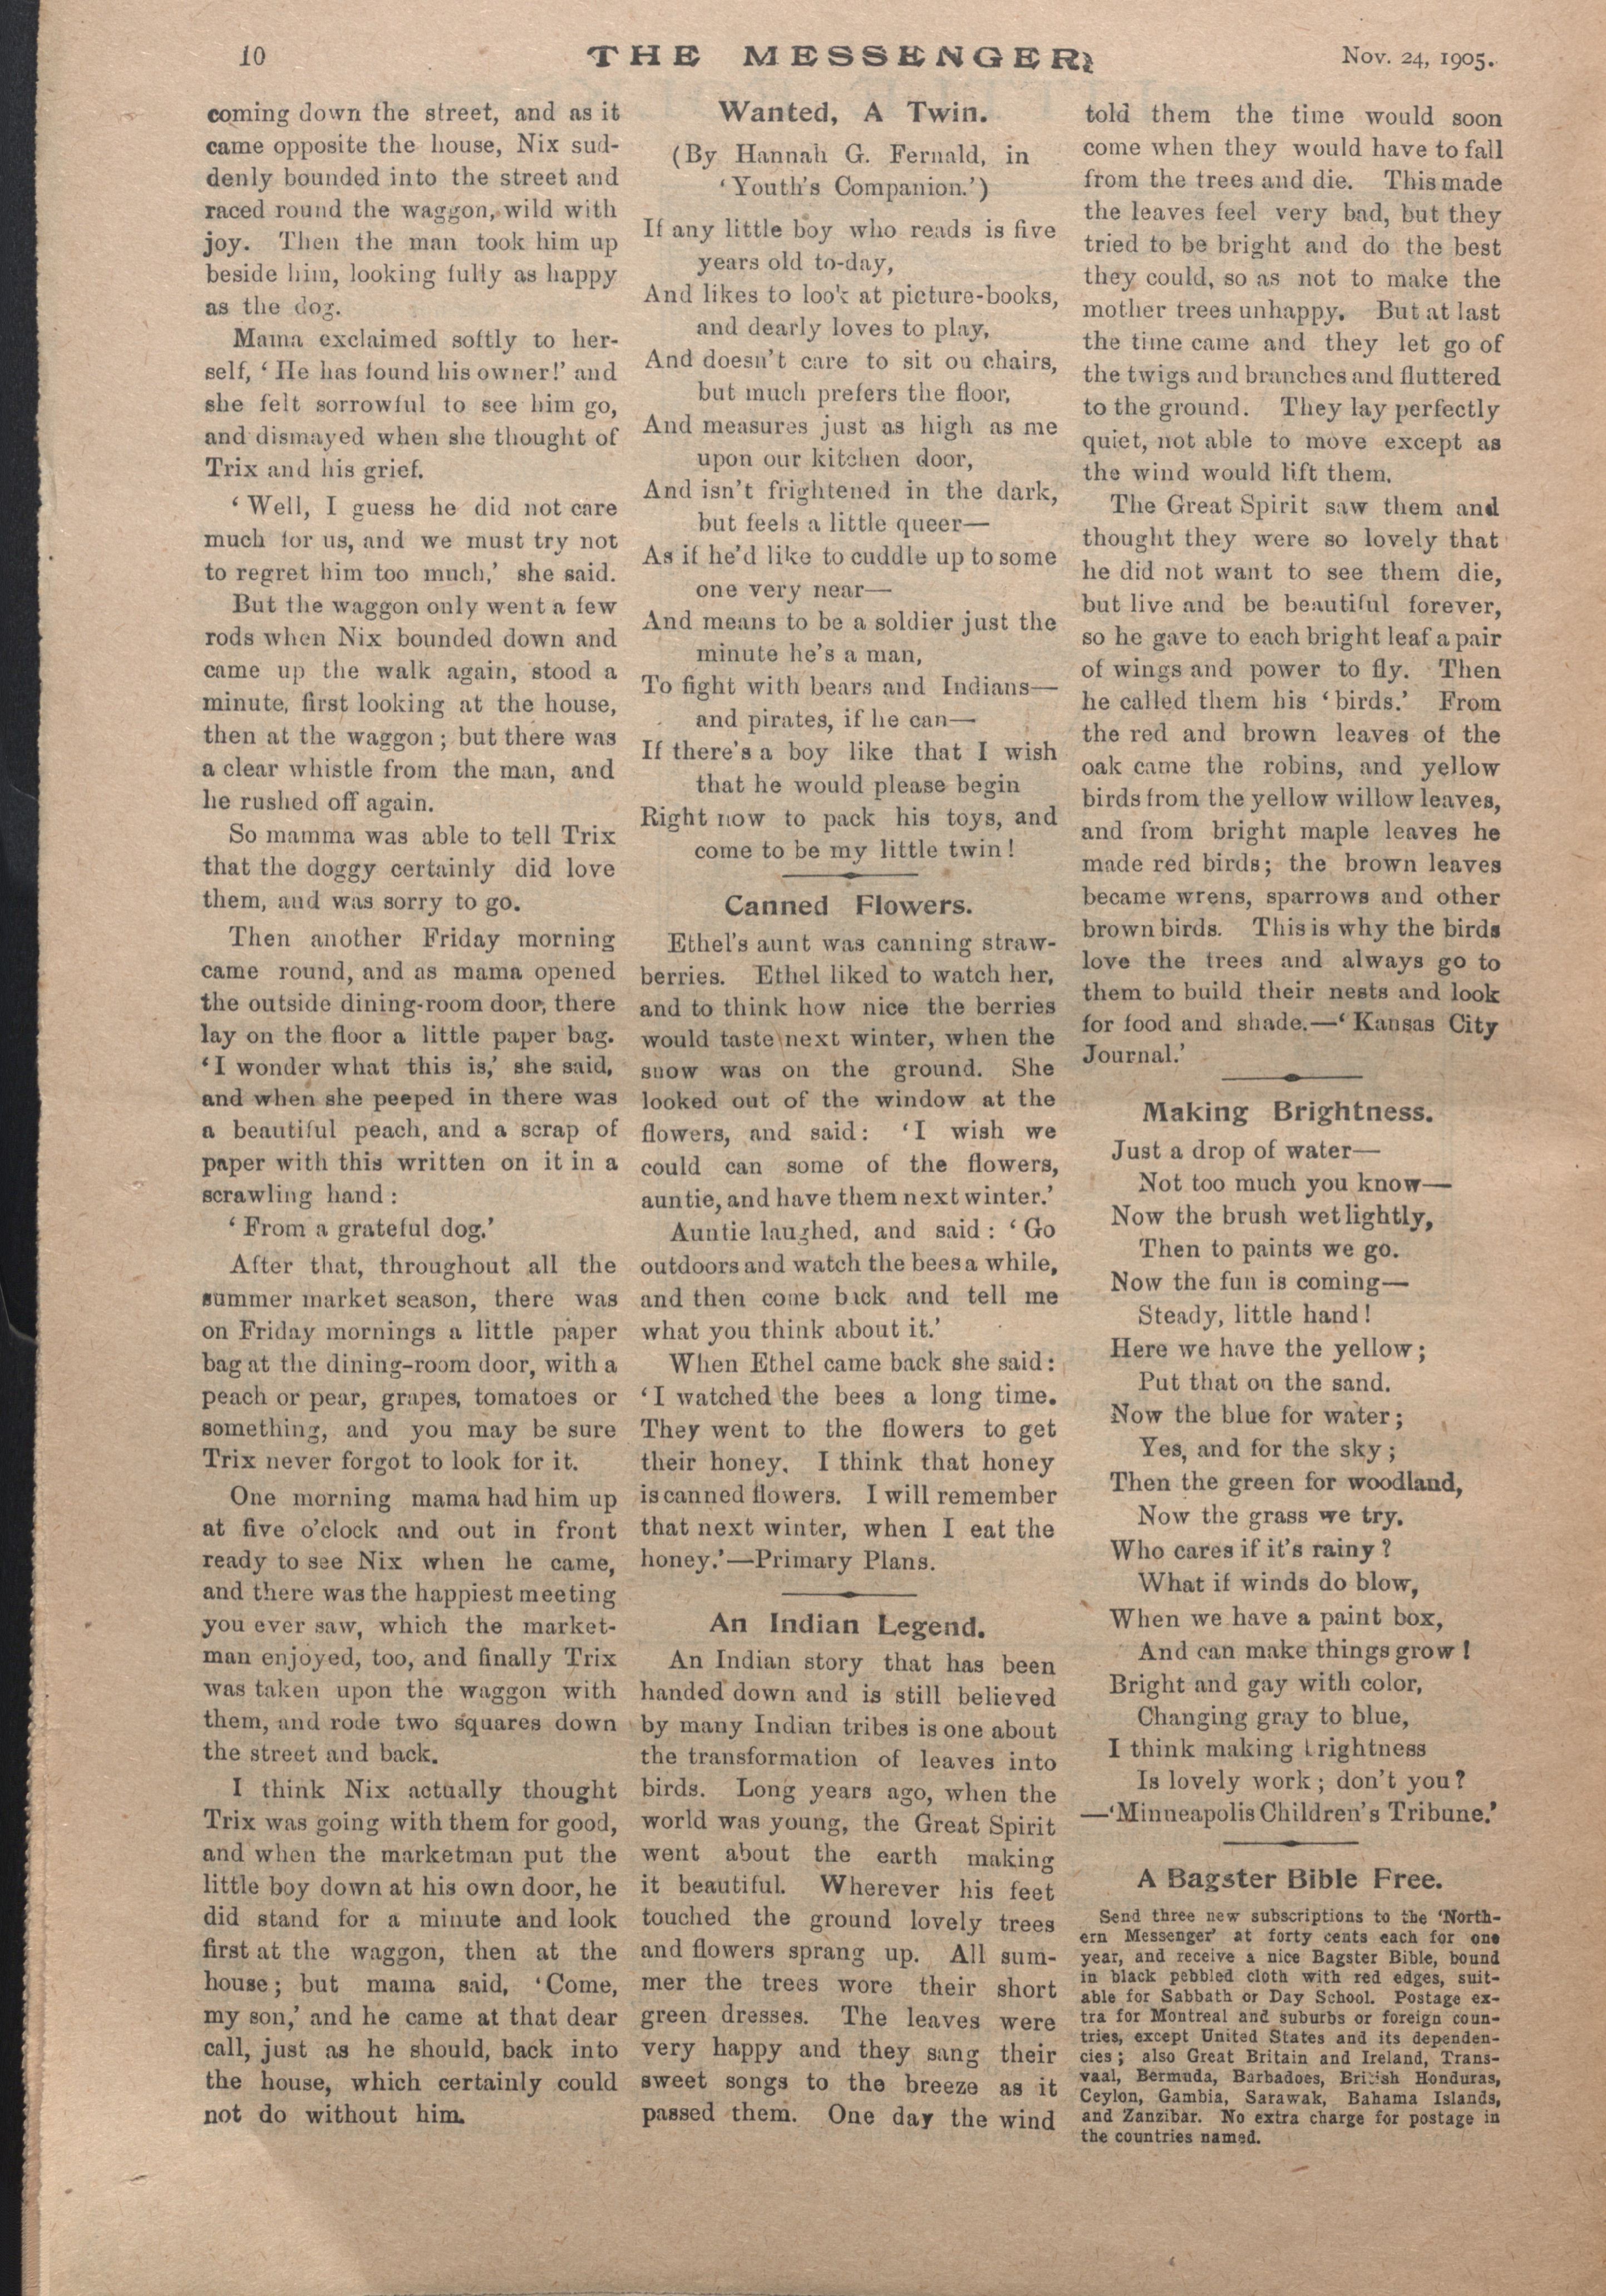 10
THE MESSENGER.
Nov. 24, 1905.
coming down the street, and as it
came opposite the house, Nix sud-
denly bounded into the street and
raced round the waggon, wild with
joy. Then the man took him up
beside him, looking fully as happy
as the dog.
Mama exclaimed softly to her-
self, ‘He has found his owner!’ and
she felt sorrowful to see him go,
and dismayed when she thought of
Trix and his grief.
‘Well, I guess he did not care
much for us, and we must try not
to regret him too much,’ she said.
But the waggon only went a few
rods when Nix bounded down and
came up the walk again, stood a
minute, first looking at the house,
then at the waggon; but there was
a clear whistle from the man, and
he rushed off again.
So mamma was able to tell Trix
that the doggy certainly did love
them, and was sorry to go.
Then another Friday morning
came round, and as mama opened
the outside dining-room door, there
lay on the floor a little paper bag.
‘I wonder what this is,’ she said,
and when she peeped in there was
a beautiful peach, and a scrap of
paper with this written on it in a
scrawling hand:
‘From a grateful dog.’
After that, throughout all the
summer market season, there was
on Friday mornings a little paper
bag at the dining-room door, with a
peach or pear, grapes, tomatoes or
something, and you may be sure
Trix never forgot to look for it.
One morning mama had him up
at five o’clock and out in front
ready to see Nix when he came,
and there was the happiest meeting
you ever saw, which the market-
man enjoyed, too, and finally Trix
was taken upon the waggon with
them, and rode two squares down
the street and back.
I think Nix actually thought
Trix was going with them for good,
and when the marketman put the
little boy down at his own door, he
did stand for a minute and look
first at the waggon, then at the
house; but mama said, ‘Come,
my son,’ and he came at that dear
call, just as he should, back into
the house, which certainly could
not do without him.
Wanted, A Twin.
(By Hannah G. Fernald, in
‘Youth’s Companion.’)
If any little boy who reads is five
years old to-day,
And likes to look at picture-books,
and dearly loves to play,
And doesn’t care to sit on chairs,
but much prefers the floor,
And measures just as high as me
upon our kitchen door,
And isn’t frightened in the dark,
but feels a little queer—
As if he’d like to cuddle up to some
one very near—
And means to be a soldier just the
minute he’s a man,
To fight with bears and Indians—
and pirates, if he can—
If there’s a boy like that I wish
that he would please begin
Right now to pack his toys, and
come to be my little twin!
Canned Flowers.
Ethel’s aunt was canning straw-
berries. Ethel liked to watch her,
and to think how nice the berries
would taste next winter, when the
snow was on the ground. She
looked out of the window at the
flowers, and said: ‘I wish we
could can some of the flowers,
auntie, and have them next winter.’
Auntie laughed, and said: ‘Go
outdoors and watch the bees a while,
and then come back and tell me
what you think about it.’
When Ethel came back she said:
‘I watched the bees a long time.
They went to the flowers to get
their honey. I think that honey
is canned flowers. I will remember
that next winter, when I eat the
honey.’—Primary Plans.
An Indian Legend.
An Indian story that has been
handed down and is still believed
by many Indian tribes is one about
the transformation of leaves into
birds. Long years ago, when the
world was young, the Great Spirit
went about the earth making
it beautiful. Wherever his feet
touched the ground lovely trees
and flowers sprang up. All sum-
mer the trees wore their short
green dresses. The leaves were
very happy and they sang their
sweet songs to the breeze as it
passed them. One day the wind
told them the time would soon
come when they would have to fall
from the trees and die. This made
the leaves feel very bad, but they
tried to be bright and do the best
they could, so as not to make the
mother trees unhappy. But at last
the time came and they let go of
the twigs and branches and fluttered
to the ground. They lay perfectly
quiet, not able to move except as
the wind would lift them.
The Great Spirit saw them and
thought they were so lovely that
he did not want to see them die,
but live and be beautiful forever,
so he gave to each bright leaf a pair
of wings and power to fly. Then
he called them his ‘birds.’ From
the red and brown leaves of the
oak came the robins, and yellow
birds from the yellow willow leaves,
and from bright maple leaves he
made red birds; the brown leaves
became wrens, sparrows and other
brown birds. This is why the birds
love the trees and always go to
them to build their nests and look
for food and shade.—‘Kansas City
Journal.’
Making Brightness.
Just a drop of water—
Not too much you know—
Now the brush wet lightly,
Then to paints we go.
Now the fun is coming—
Steady, little hand!
Here we have the yellow;
Put that on the sand.
Now the blue for water;
Yes, and for the sky;
Then the green for woodland,
Now the grass we try.
Who cares if it’s rainy?
What if winds do blow,
When we have a paint box,
And can make things grow!
Bright and gay with color,
Changing gray to blue,
I think making brightness
Is lovely work; don’t you?
—‘Minneapolis Children’s Tribune.’
A Bagster Bible Free.
Send three new subscriptions to the ‘North-
ern Messenger’ at forty cents each for one
year, and receive a nice Bagster Bible, bound
in black pebbled cloth with red edges, suit-
able for Sabbath or Day School. Postage ex-
tra for Montreal and suburbs or foreign coun-
tries, except United States and its dependen-
cies; also Great Britain and Ireland, Trans-
vaal, Bermuda, Barbadoes, British Honduras,
Ceylon, Gambia, Sarawak, Bahama Islands,
and Zanzibar. No extra charge for postage in
the countries named.